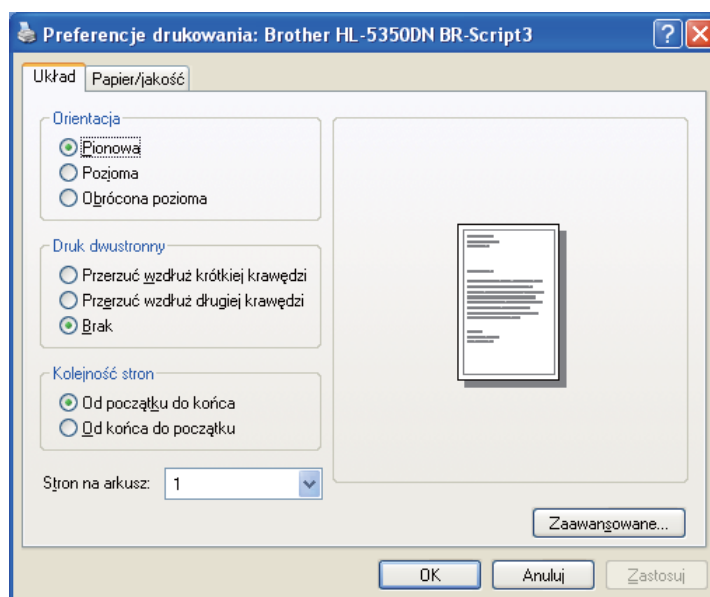 Preferencje drukowania: Brother HL-5350DN BR-Script3
Układ
Papier/jakość
Orientacja
Pionowa
Pozioma
Obrócona pozioma
Druk dwustronny
Przerzuć wzdłuż krótkiej krawędzi
Przerzuć wzdłuż długiej krawędzi
Brak
Kolejność stron
Od początku do końca
Od końca do początku
Stron na arkusz: 1
Zaawansowane...
OK
Anuluj
Zastosuj